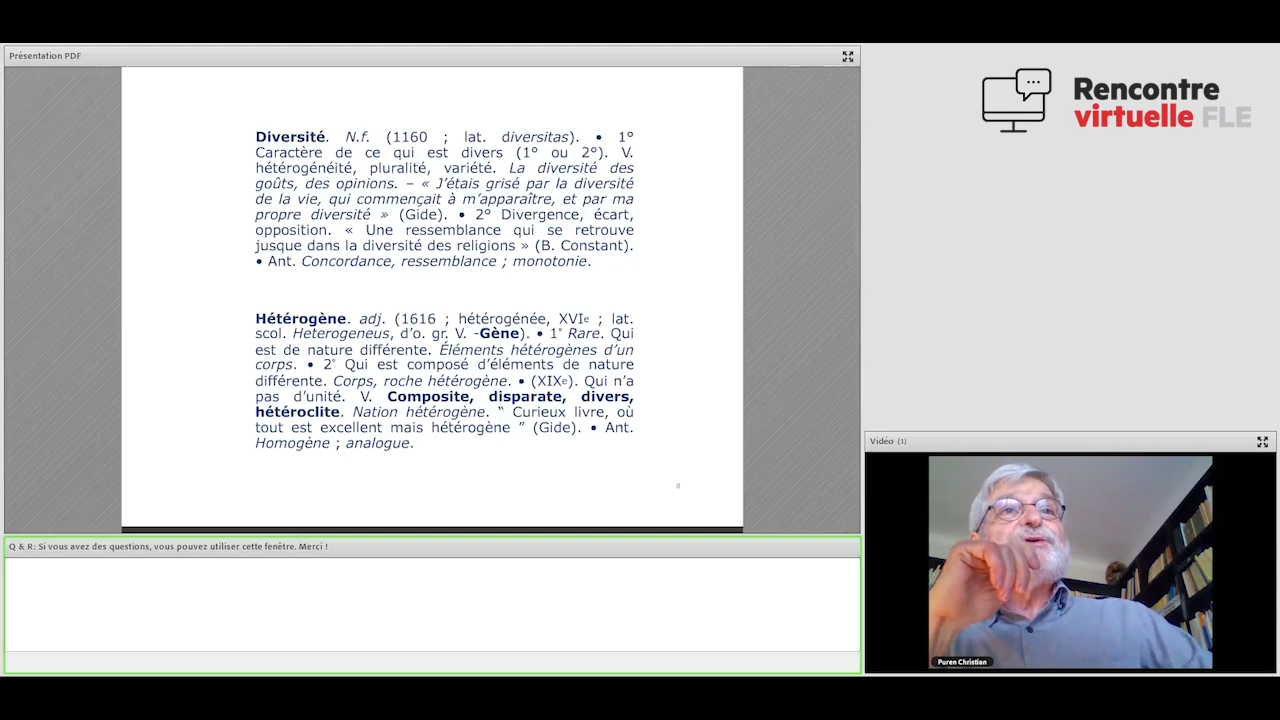 Présentation PDF
Rencontre
virtuelle FLE
Diversité. N.f. (1160 ; lat. diversitas). • 1°
Caractère de ce qui est divers (1° ou 2°). V.
hétérogénéité, pluralité, variété. La diversité des
goûts, des opinions. – « J’étais grisé par la diversité
de la vie, qui commençait à m’apparaître, et par ma
propre diversité » (Gide). • 2° Divergence, écart,
opposition. « Une ressemblance qui se retrouve
jusque dans la diversité des religions » (B. Constant).
• Ant. Concordance, ressemblance ; monotonie.
Hétérogène. adj. (1616 ; hétérogénée, XVIe ; lat.
scol. Heterogeneus, d’o. gr. V. -Gène). • 1° Rare. Qui
est de nature différente. Éléments hétérogènes d’un
corps. • 2° Qui est composé d’éléments de nature
différente. Corps, roche hétérogène. • (XIXe). Qui n’a
pas d’unité. V. Composite, disparate, divers,
hétéroclite. Nation hétérogène. “ Curieux livre, où
tout est excellent mais hétérogène ” (Gide). • Ant.
Homogène ; analogue.
8
Vidéo (1)
Q & R: Si vous avez des questions, vous pouvez utiliser cette fenêtre. Merci !
Puren Christian